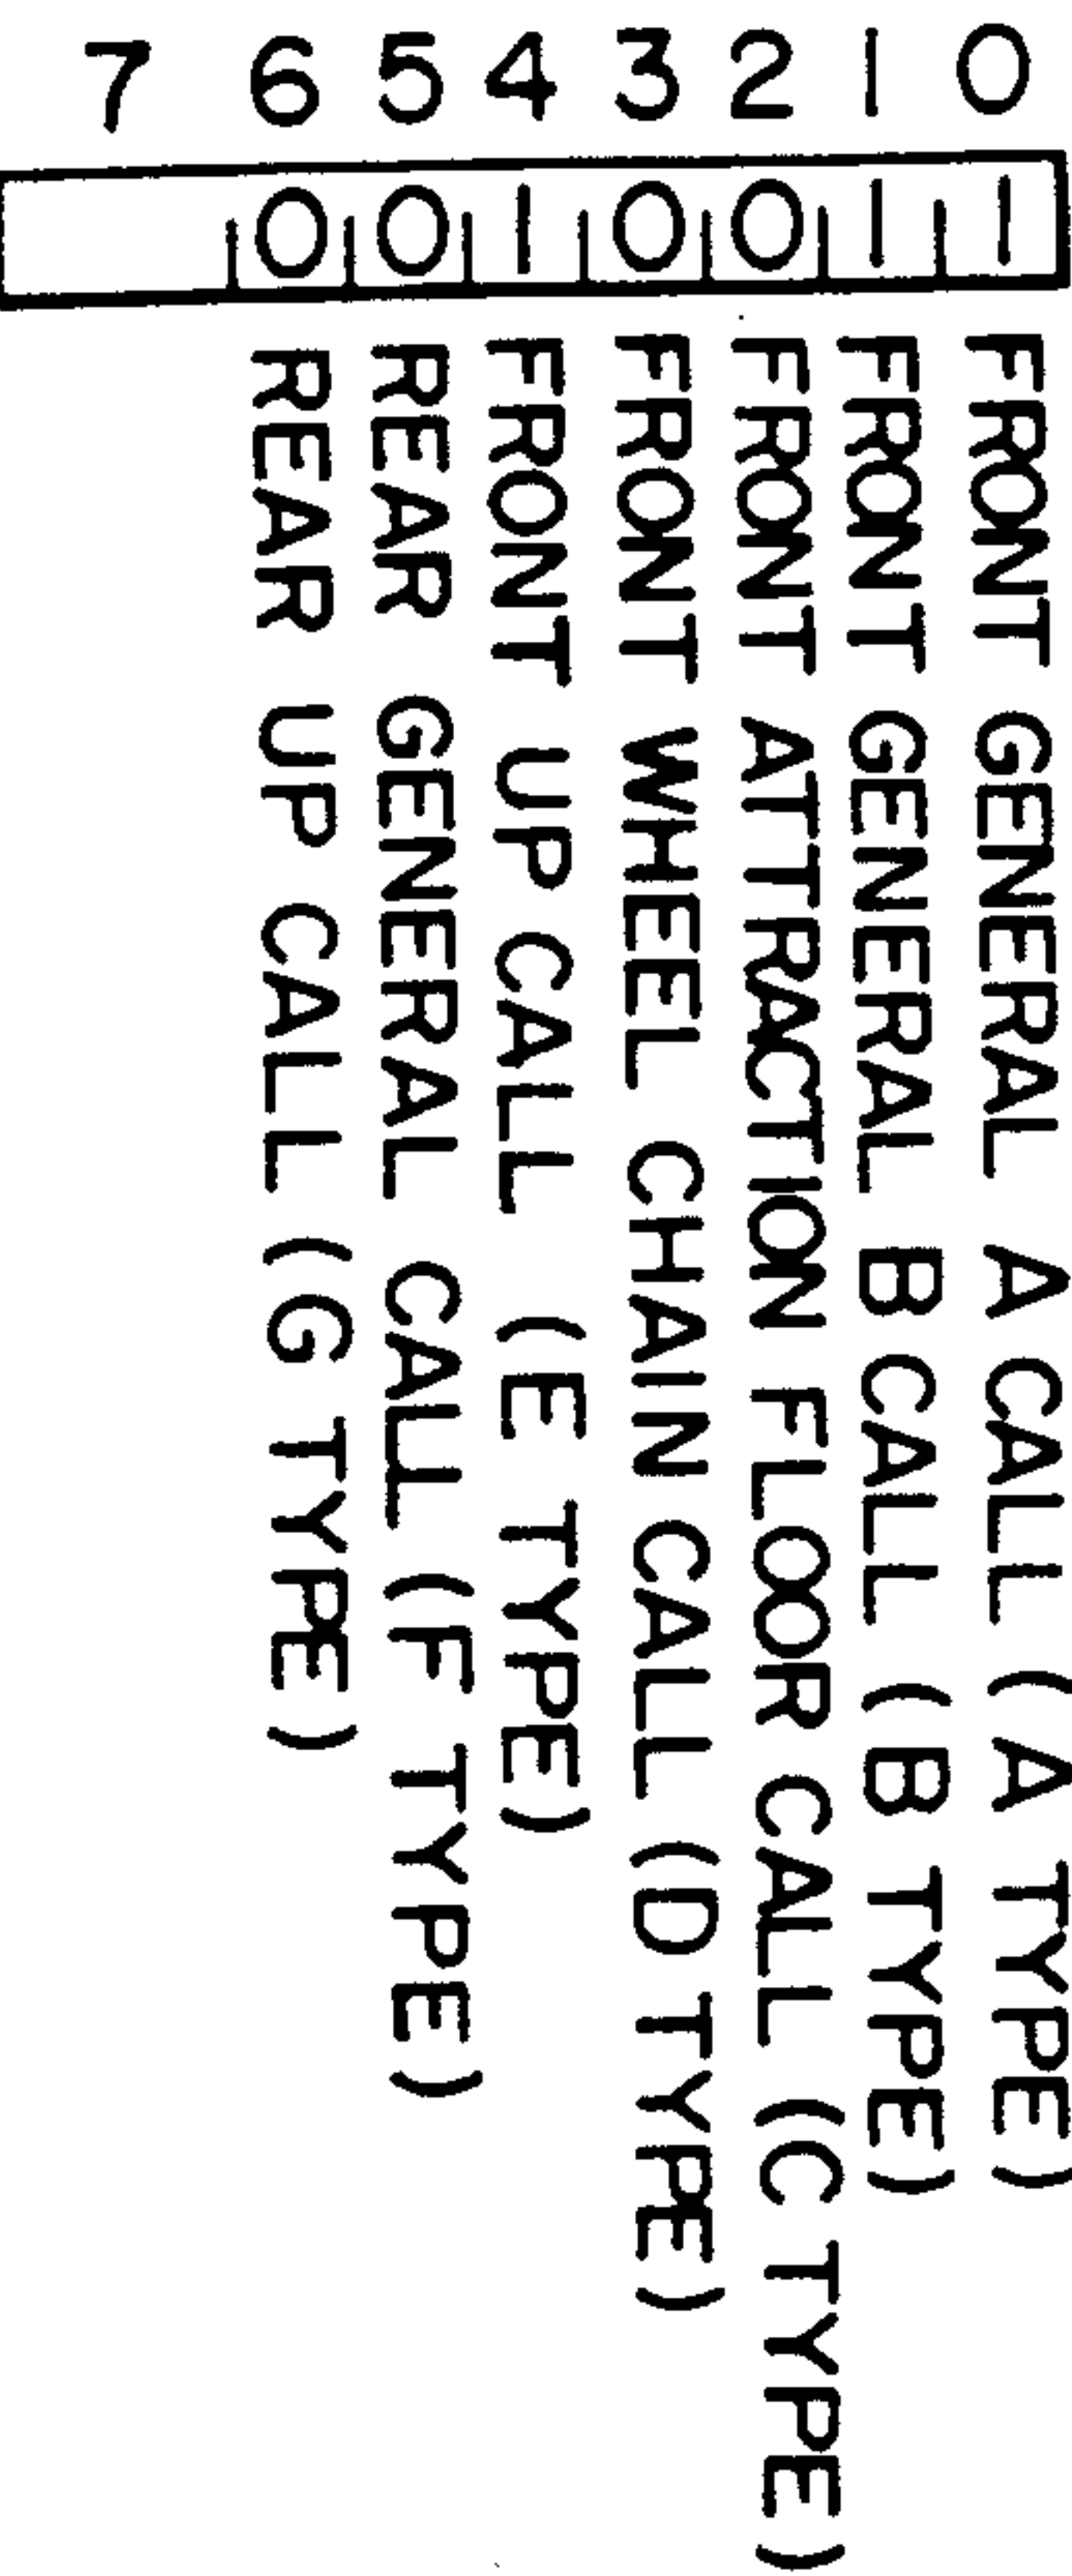 7 6 5 4 3 2 1 0
0 0 1 0 0 1 1
FRONT GENERAL A CALL (A TYPE)
FRONT GENERAL B CALL (B TYPE)
FRONT ATTRACTION FLOOR CALL (C TYPE)
FRONT WHEEL CHAIN CALL (D TYPE)
FRONT UP CALL (E TYPE)
REAR GENERAL CALL (F TYPE)
REAR UP CALL (G TYPE)